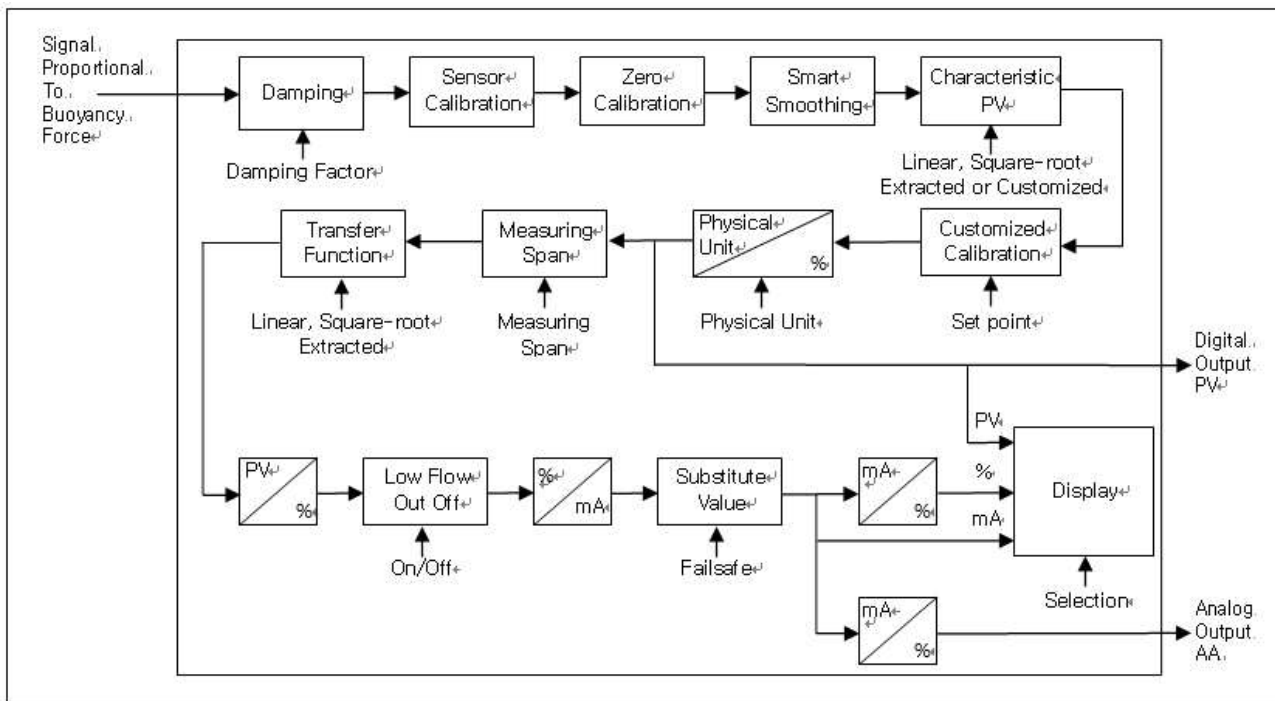 Signal
Proportional
To
Buoyancy
Force
Damping
Sensor
Calibration
Zero
Calibration
Smart
Smoothing
Characteristic
PV
Damping Factor
Linear, Square-root
Extracted or Customized
Transfer
Function
Measuring
Span
Physical
Unit
%
Customized
Calibration
Linear, Square-root
Extracted
Measuring
Span
Physical Unit
Set point
Digital
Output
PV
PV
%
Low Flow
Out Off
%
mA
Substitute
Value
mA
%
PV
%
mA
Display
On/Off
Failsafe
Selection
mA
%
Analog
Output
AA